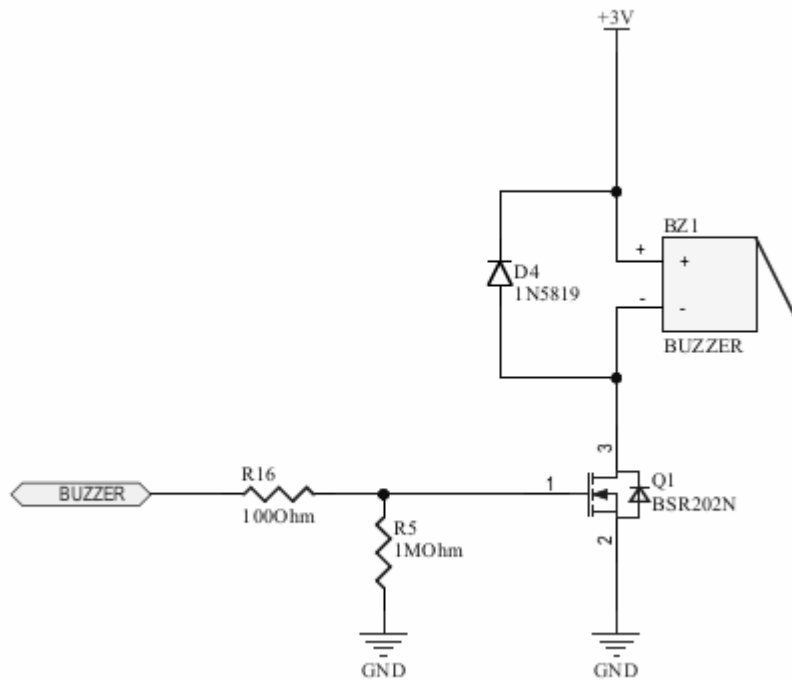 +3V
BZ1
+
+
D4
1N5819
-
-
BUZZER
3
R16
1
Q1
BUZZER
100Ohm
BSR202N
R5
1MOhm
2
GND
GND